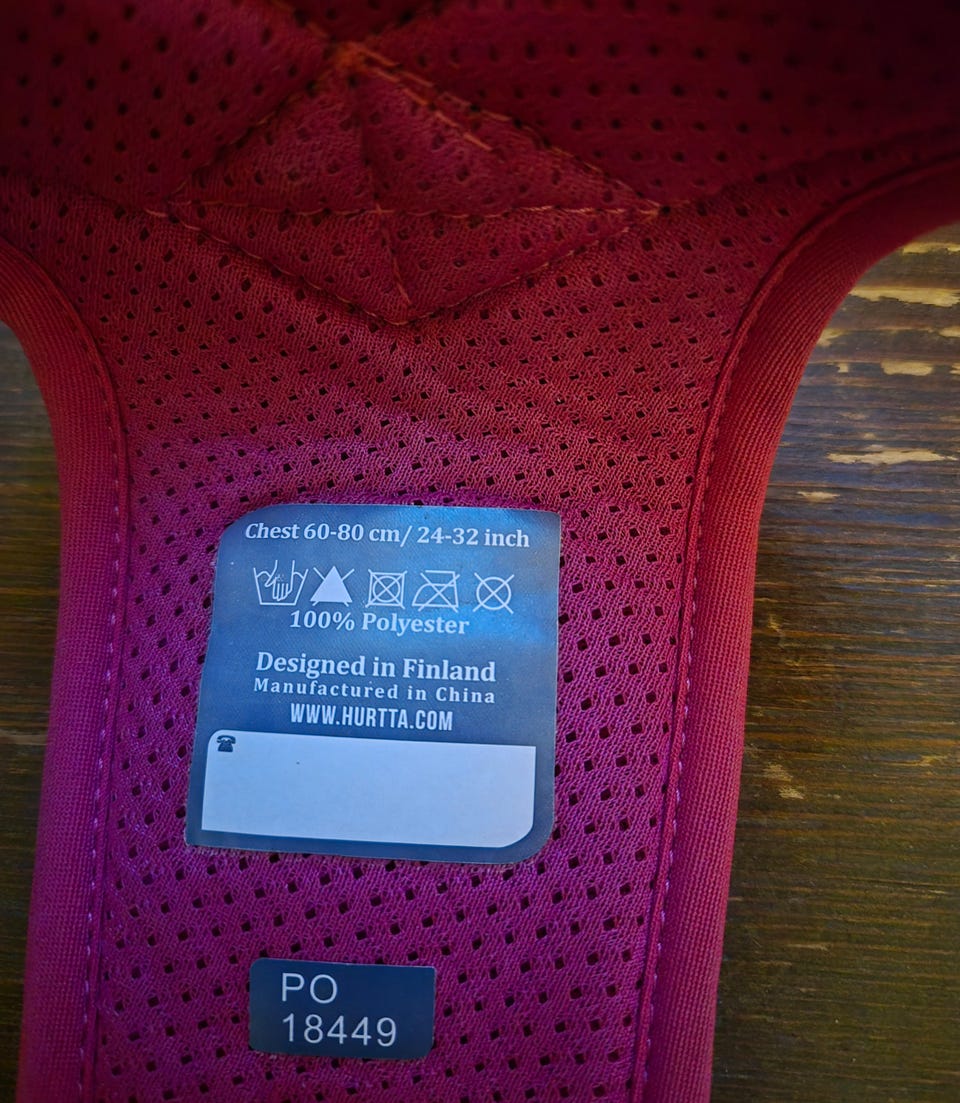 Chest 60-80 cm/ 24-32 inch
100% Polyester
Designed in Finland
Manufactured in China
WWW.HURTTA.COM
PO
18449